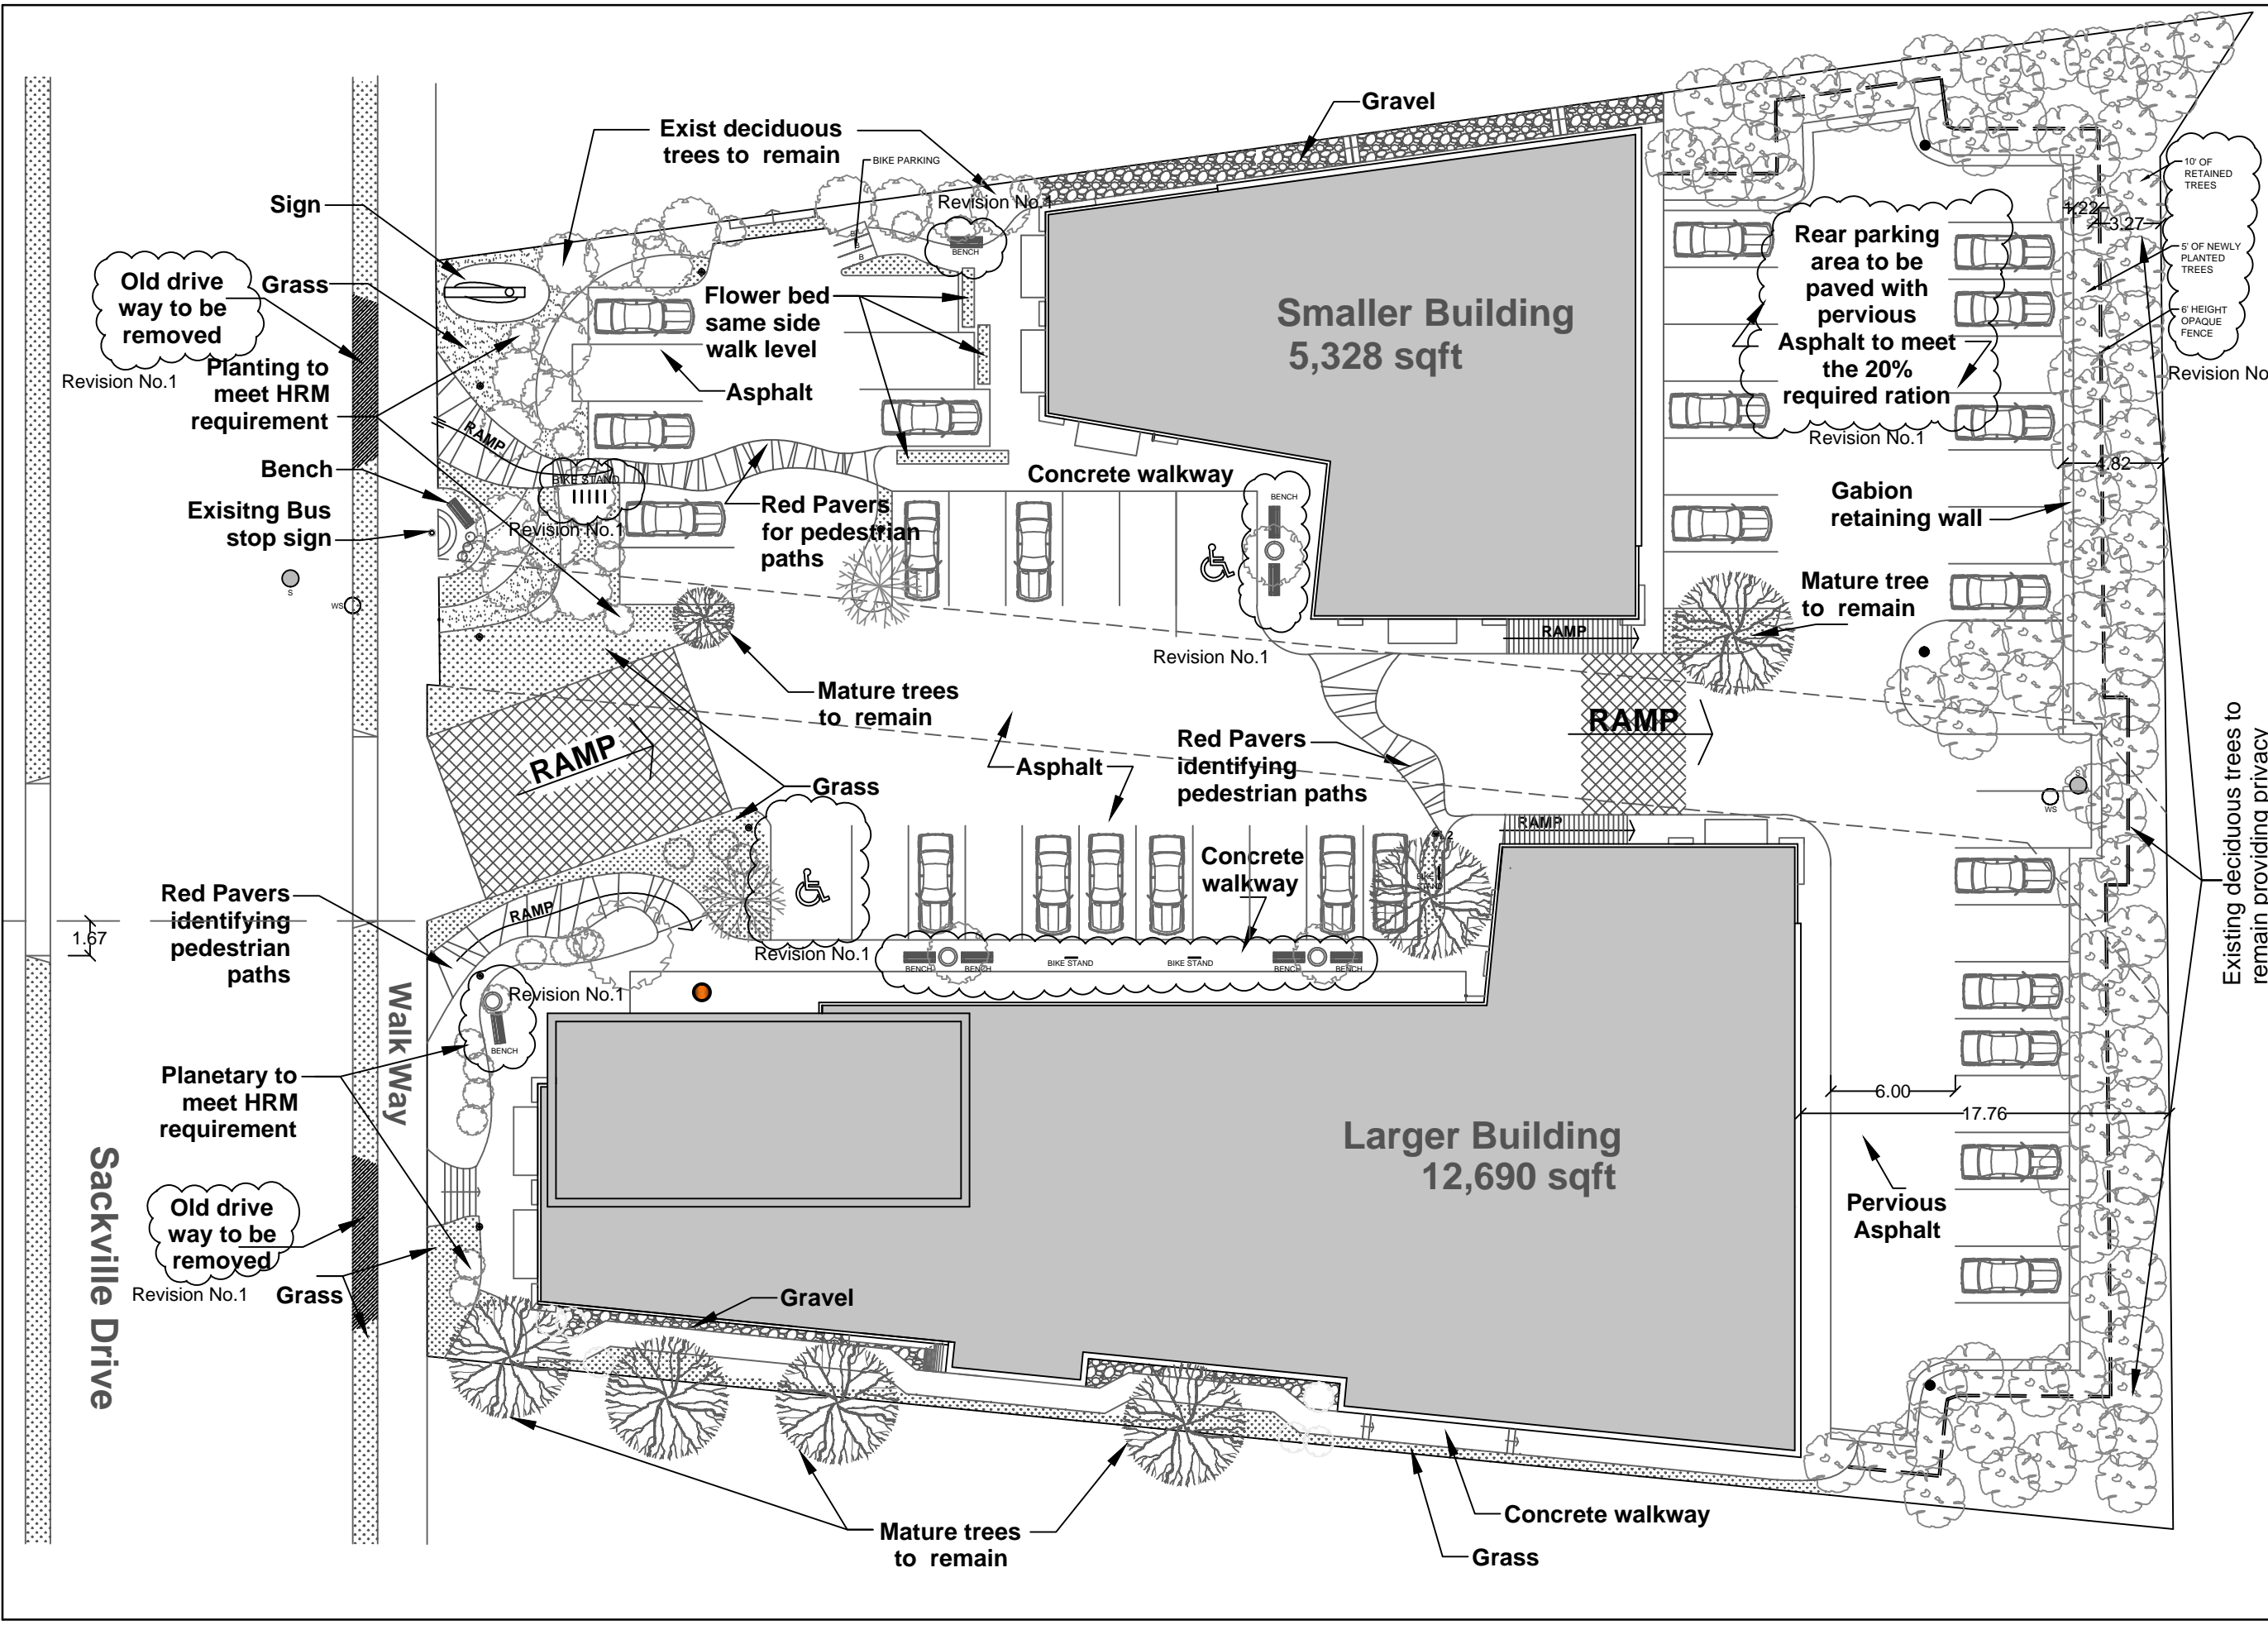 Gravel
Exist deciduous
trees to remain
BIKE PARKING
Sign
Revision No.1
BENCH
10' OF
RETAINED
TREES
1.22
3.27
5' OF NEWLY
PLANTED
TREES
6' HEIGHT
OPAQUE
FENCE
Revision No
Old drive
way to be
removed
Revision No.1
Grass
Planting to
meet HRM
requirement
Flower bed
same side
walk level
Asphalt
B
B
B
Smaller Building
5,328 sqft
Rear parking
area to be
paved with
pervious
Asphalt to meet
the 20%
required ration
Revision No.1
RAMP
Bench
Exisitng Bus
stop sign
S
WS
BIKE STAND
Revision No.1
Red Pavers
for pedestrian
paths
Concrete walkway
BENCH
Revision No.1
4.82
Gabion
retaining wall
Mature tree
to remain
RAMP
RAMP
Mature trees
to remain
RAMP
Grass
Asphalt
Red Pavers
identifying
pedestrian paths
RAMP
S
WS
Existing deciduous trees to
remain providing privacy
Concrete
walkway
BIKE
STAND
Red Pavers
identifying
pedestrian
paths
1.67
RAMP
Revision No.1
BENCH
BENCH
BIKE STAND
BIKE STAND
BENCH
BENCH
Revision No.1
BENCH
Walk Way
Planetary to
meet HRM
requirement
Sackville Drive
Old drive
way to be
removed
Revision No.1
Grass
Larger Building
12,690 sqft
6.00
17.76
Pervious
Asphalt
Gravel
Mature trees
to remain
Concrete walkway
Grass